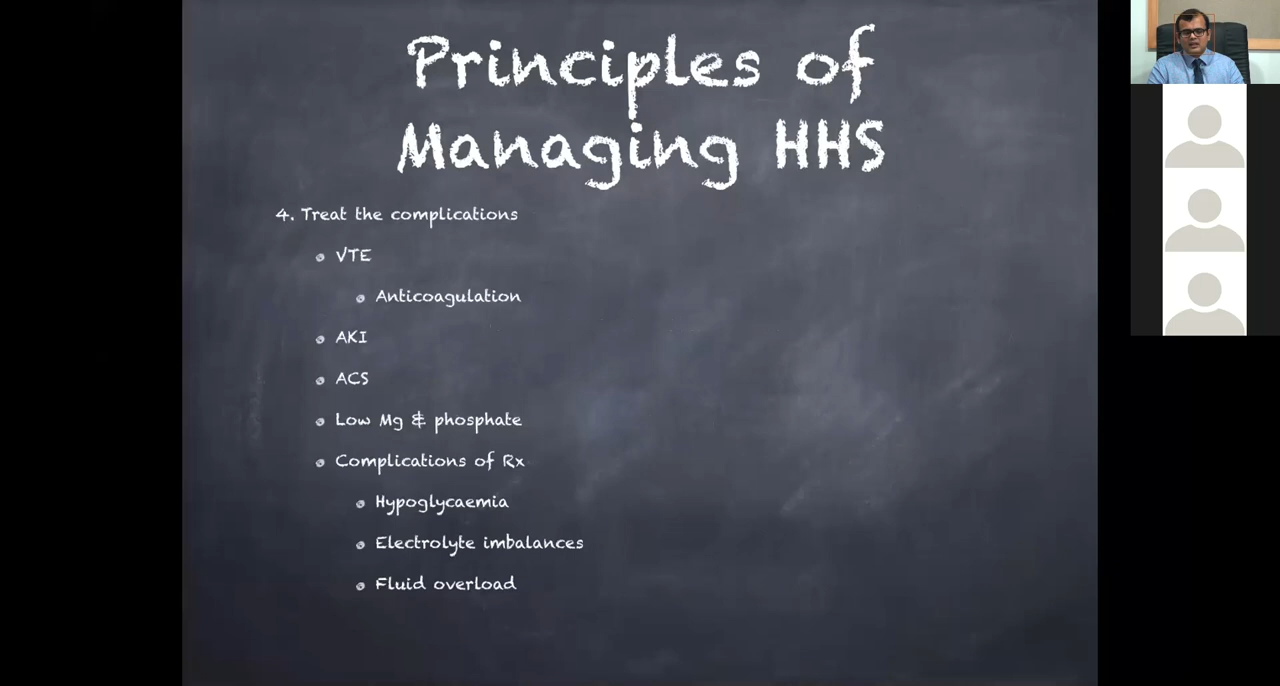 Principles of
Managing HHS
4. Treat the complications
VTE
Anticoagulation
AKI
ACS
Low Mg & phosphate
Complications of Rx
Hypoglycaemia
Electrolyte imbalances
Fluid overload